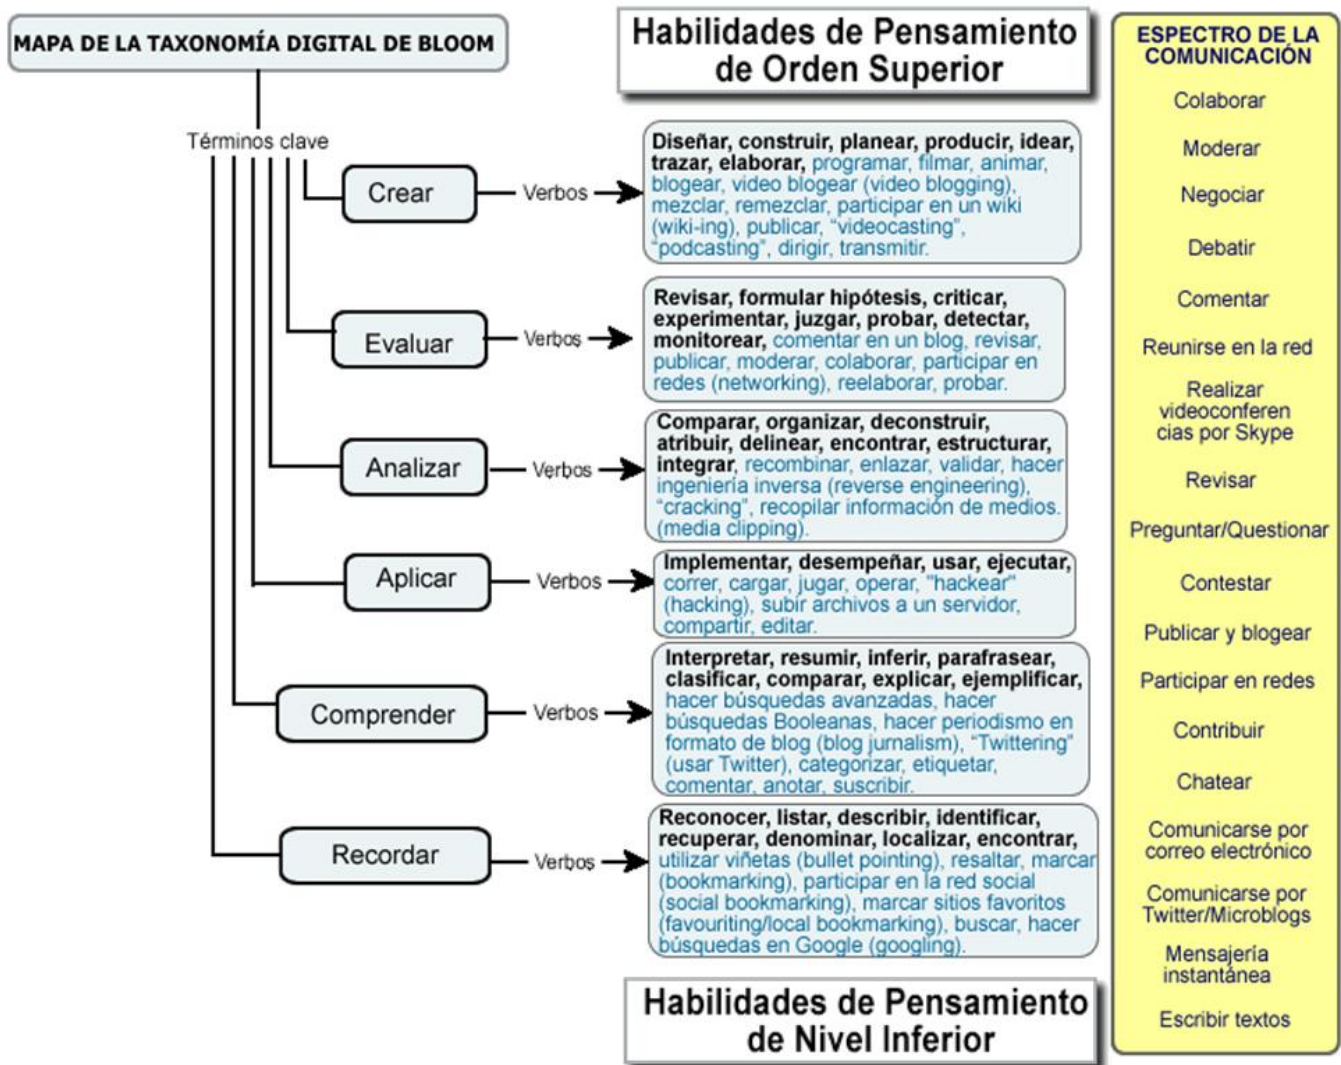 MAPA DE LA TAXONOMÍA DIGITAL DE BLOOM
Términos clave
Habilidades de Pensamiento
de Orden Superior
Crear
Verbos
Diseñar, construir, planear, producir, idear,
trazar, elaborar, programar, filmar, animar,
blogear, video blogear (video blogging),
mezclar, remezclar, participar en un wiki
(wiki-ing), publicar, “videocasting”,
“podcasting”, dirigir, transmitir.
Evaluar
Verbos
Revisar, formular hipótesis, criticar,
experimentar, juzgar, probar, detectar,
monitorear, comentar en un blog, revisar,
publicar, moderar, colaborar, participar en
redes (networking), reelaborar, probar.
Analizar
Verbos
Comparar, organizar, deconstruir,
atribuir, delinear, encontrar, estructurar,
integrar, recombinar, enlazar, validar, hacer
ingeniería inversa (reverse engineering),
“cracking”, recopilar información de medios.
(media clipping).
Aplicar
Verbos
Implementar, desempeñar, usar, ejecutar,
correr, cargar, jugar, operar, "hackear"
(hacking), subir archivos a un servidor,
compartir, editar.
Comprender
Verbos
Interpretar, resumir, inferir, parafrasear,
clasificar, comparar, explicar, ejemplificar,
hacer búsquedas avanzadas, hacer
búsquedas Booleanas, hacer periodismo en
formato de blog (blog journalism), “Twittering”
(usar Twitter), categorizar, etiquetar,
comentar, anotar, suscribir.
Recordar
Verbos
Reconocer, listar, describir, identificar,
recuperar, denominar, localizar, encontrar,
utilizar viñetas (bullet pointing), resaltar, marcar
(bookmarking), participar en la red social
(social bookmarking), marcar sitios favoritos
(favouriting/local bookmarking), buscar, hacer
búsquedas en Google (googling).
Habilidades de Pensamiento
de Nivel Inferior
ESPECTRO DE LA
COMUNICACIÓN
Colaborar
Moderar
Negociar
Debatir
Comentar
Reunirse en la red
Realizar
videoconferen
cias por Skype
Revisar
Preguntar/Questionar
Contestar
Publicar y blogear
Participar en redes
Contribuir
Chatear
Comunicarse por
correo electrónico
Comunicarse por
Twitter/Microblogs
Mensajería
instantánea
Escribir textos